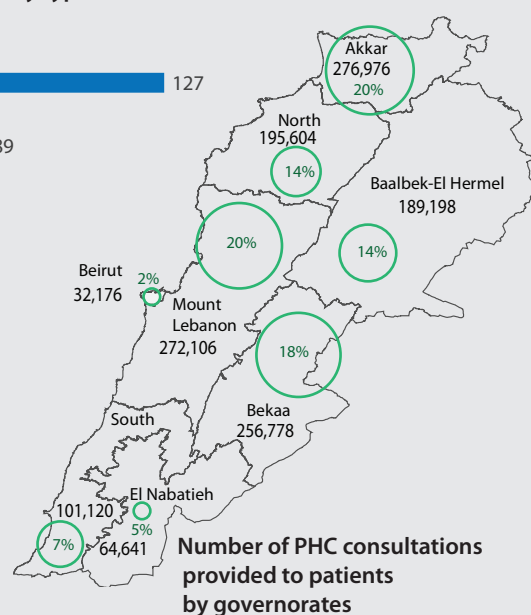 127
Akkar
276,976
20%
North
195,604
14%
Baalbek-El Hermel
189,198
14%
20%
Beirut
2%
32,176
Mount
Lebanon
272,106
18%
Bekaa
256,778
South
El Nabatieh
101,120
5%
7%
64,641
Number of PHC consultations
provided to patients
by governorates